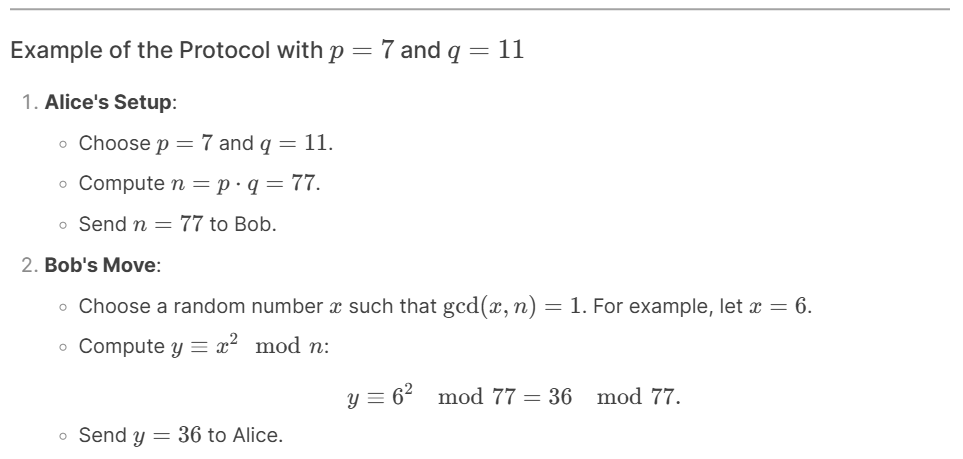 Example of the Protocol with p = 7 and q = 11
1. Alice's Setup:
◦ Choose p = 7 and q = 11.
◦ Compute n = p · q = 77.
◦ Send n = 77 to Bob.
2. Bob's Move:
◦ Choose a random number x such that gcd(x, n) = 1. For example, let x = 6.
◦ Compute y ≡ x² mod n:
y ≡ 6² mod 77 = 36 mod 77.
◦ Send y = 36 to Alice.